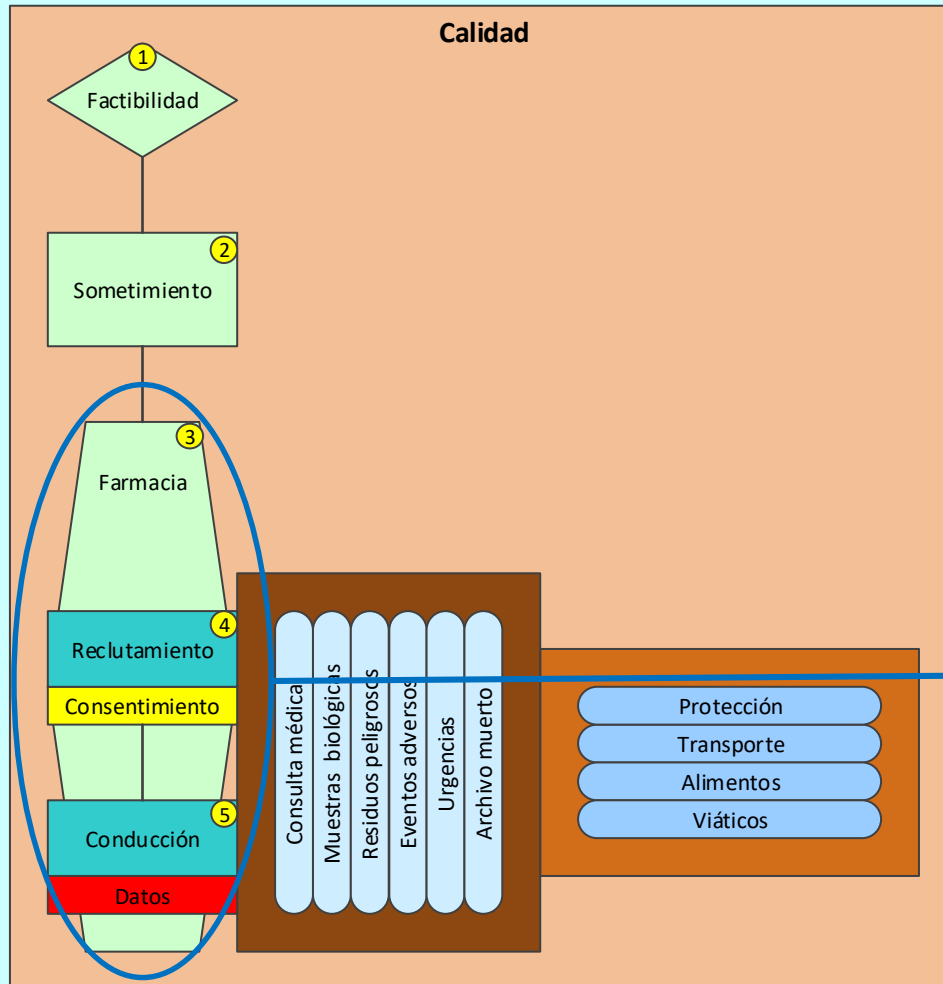 Calidad
1
Factibilidad
2
Sometimiento
3
Farmacia
4
Reclutamiento
Consentimiento
5
Conducción
Datos
Consulta médica
Muestras biológicas
Residuos peligrosos
Eventos adversos
Urgencias
Archivo muerto
Protección
Transporte
Alimentos
Viáticos